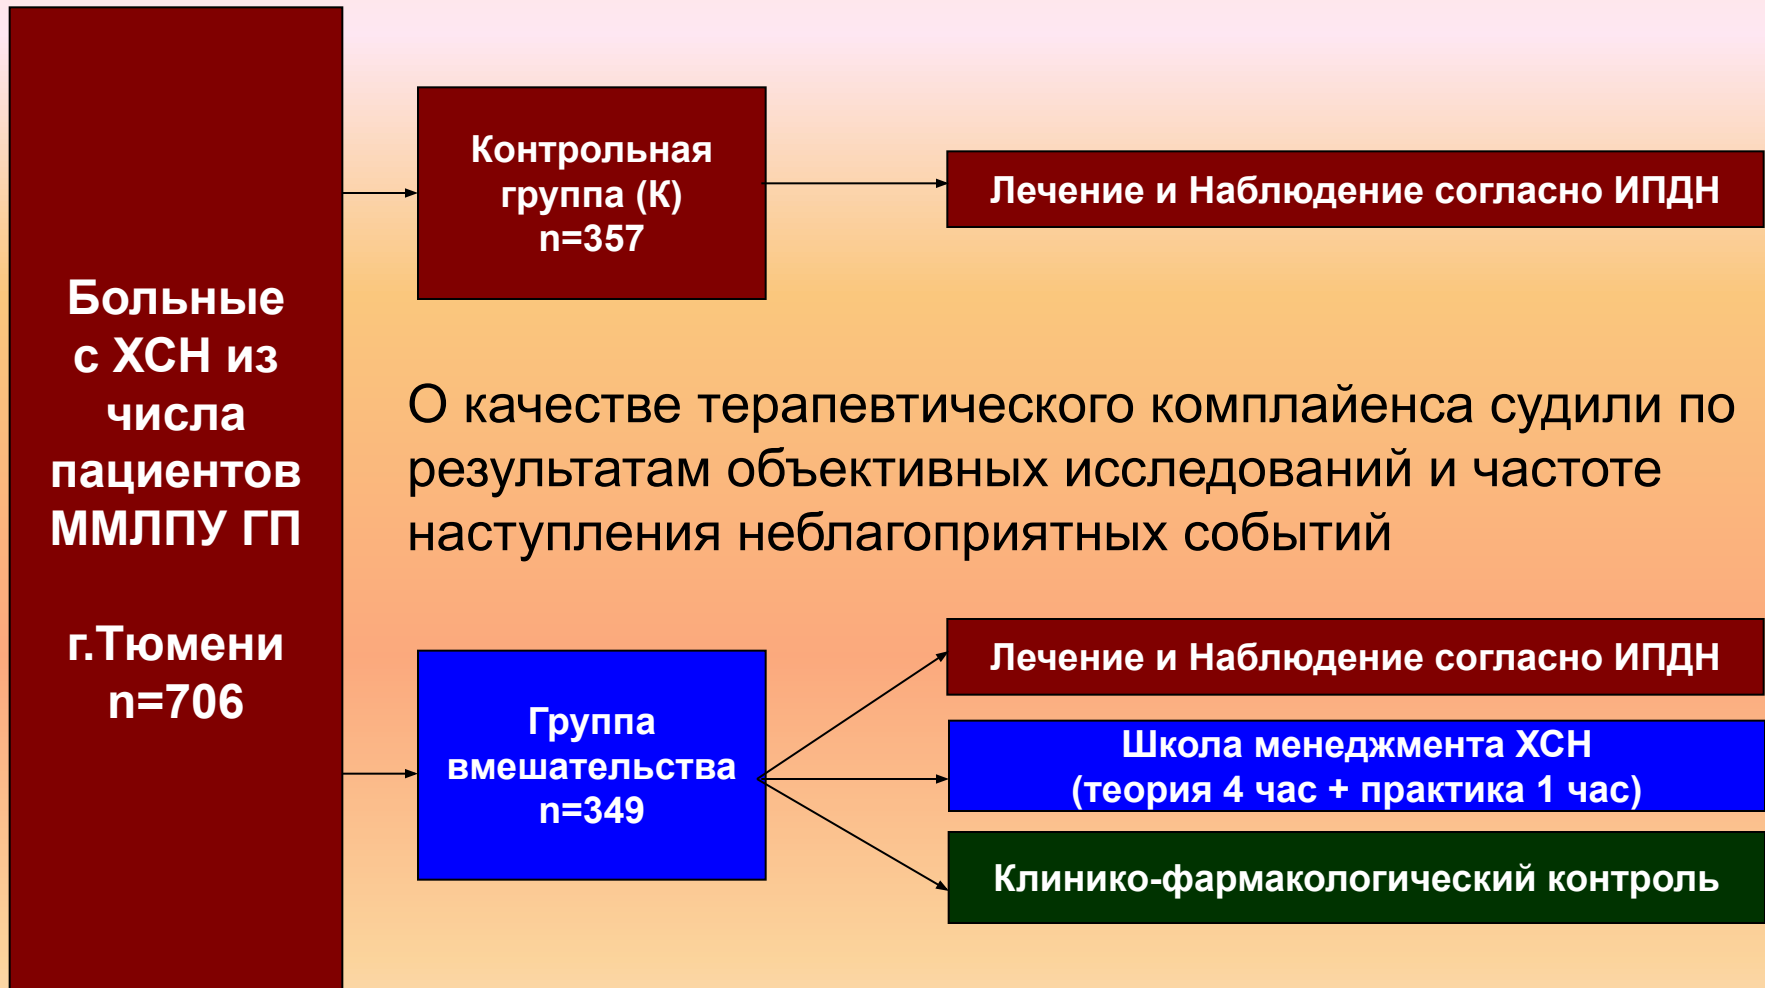 Больные
с ХСН из
числа
пациентов
ММЛПУ ГП
г.Тюмени
n=706
Контрольная
группа (К)
n=357
Лечение и Наблюдение согласно ИПДН
О качестве терапевтического комплайенса судили по
результатам объективных исследований и частоте
наступления неблагоприятных событий
Группа
вмешательства
n=349
Лечение и Наблюдение согласно ИПДН
Школа менеджмента ХСН
(теория 4 час + практика 1 час)
Клинико-фармакологический контроль